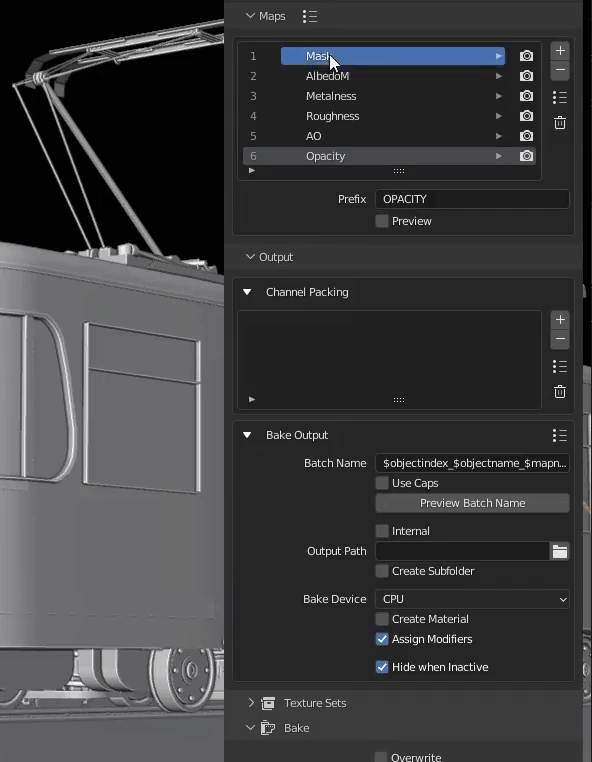 Maps
1 Mask
2 AlbedoM
3 Metalness
4 Roughness
5 AO
6 Opacity
Prefix OPACITY
Preview
Output
Channel Packing
Bake Output
Batch Name $objectindex_$objectname_$mapn...
Use Caps
Preview Batch Name
Internal
Output Path
Create Subfolder
Bake Device CPU
Create Material
Assign Modifiers
Hide when Inactive
Texture Sets
Bake
Overwrite